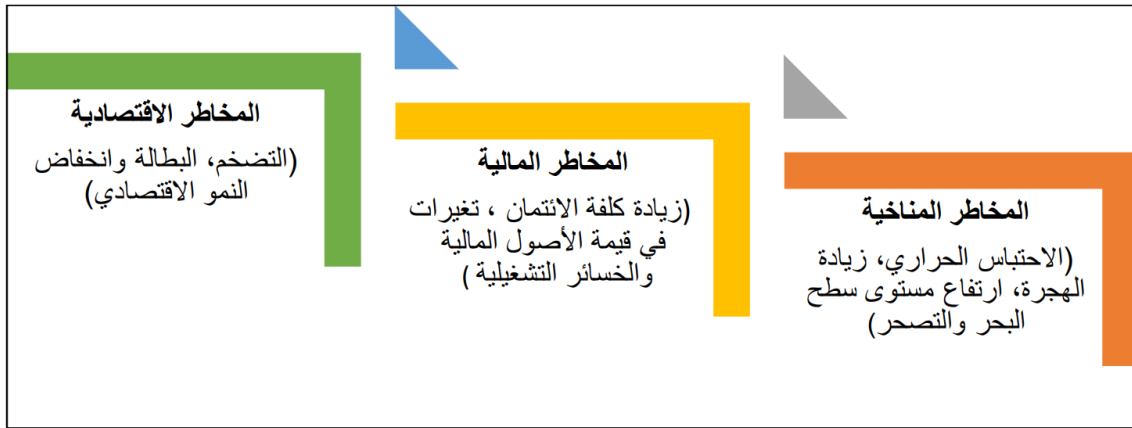 المخاطر المناخية
(الاحتباس الحراري، زيادة
الهجرة، ارتفاع مستوى سطح
البحر والتصحر)
المخاطر المالية
(زيادة كلفة الائتمان ، تغيرات
في قيمة الأصول المالية
والخسائر التشغيلية )
المخاطر الاقتصادية
(التضخم، البطالة وانخفاض
النمو الاقتصادي)